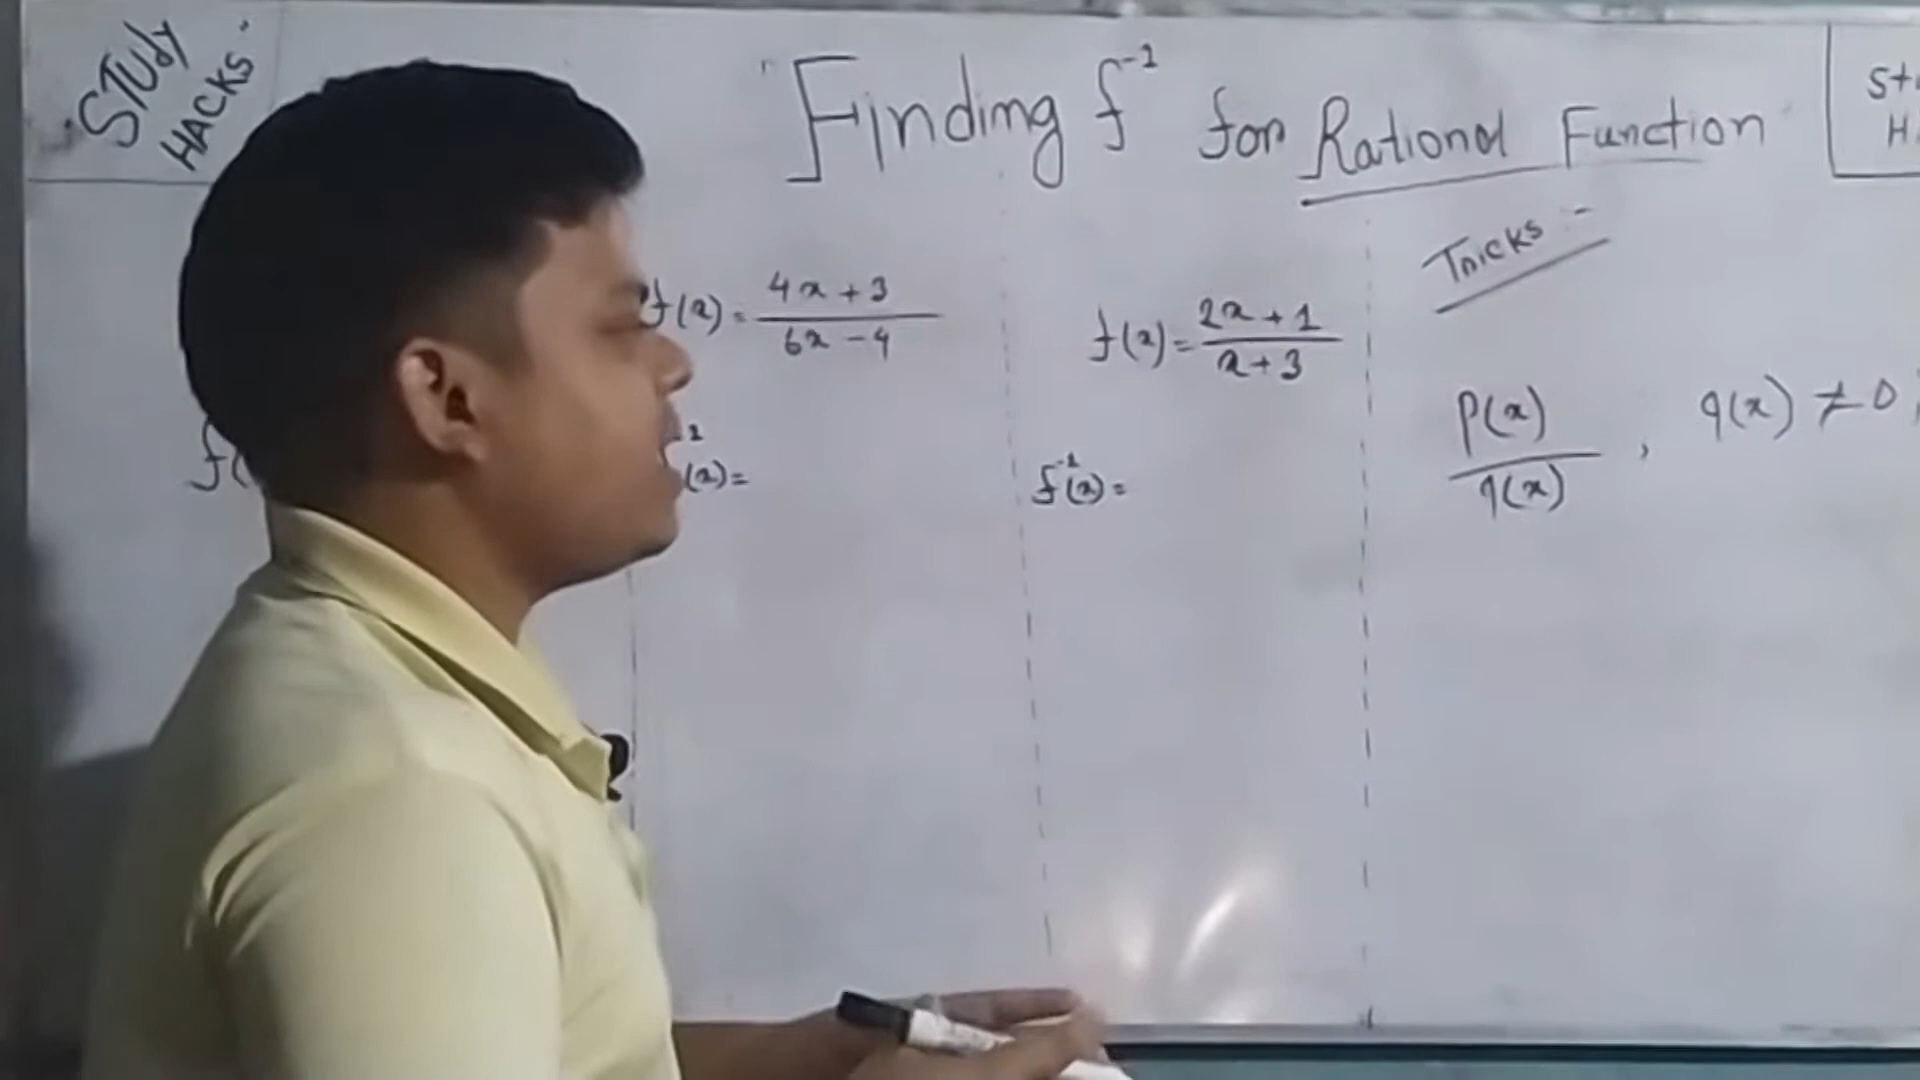 STUdy
HACKS
"Finding f⁻¹ for Rational Function
Tricks :-
f(x) = 4x + 3 / 6x - 4
f(x) = 2x + 1 / x + 3
P(x) / q(x) , q(x) ≠ 0
(x) =
f⁻¹(x) =